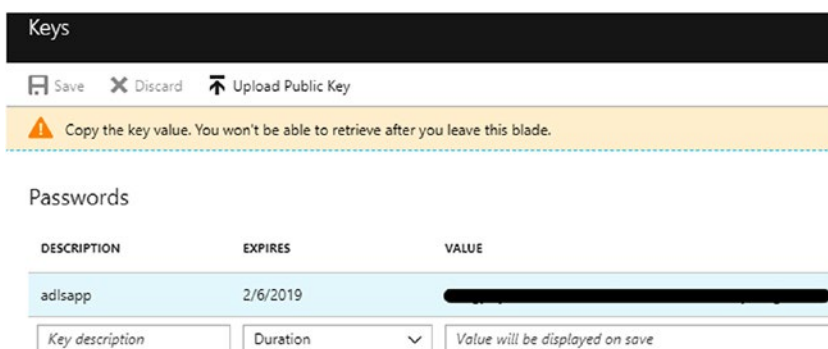 Keys
Save Discard Upload Public Key
Copy the key value. You won't be able to retrieve after you leave this blade.
Passwords
DESCRIPTION EXPIRES VALUE
adlsapp 2/6/2019
Key description Duration Value will be displayed on save